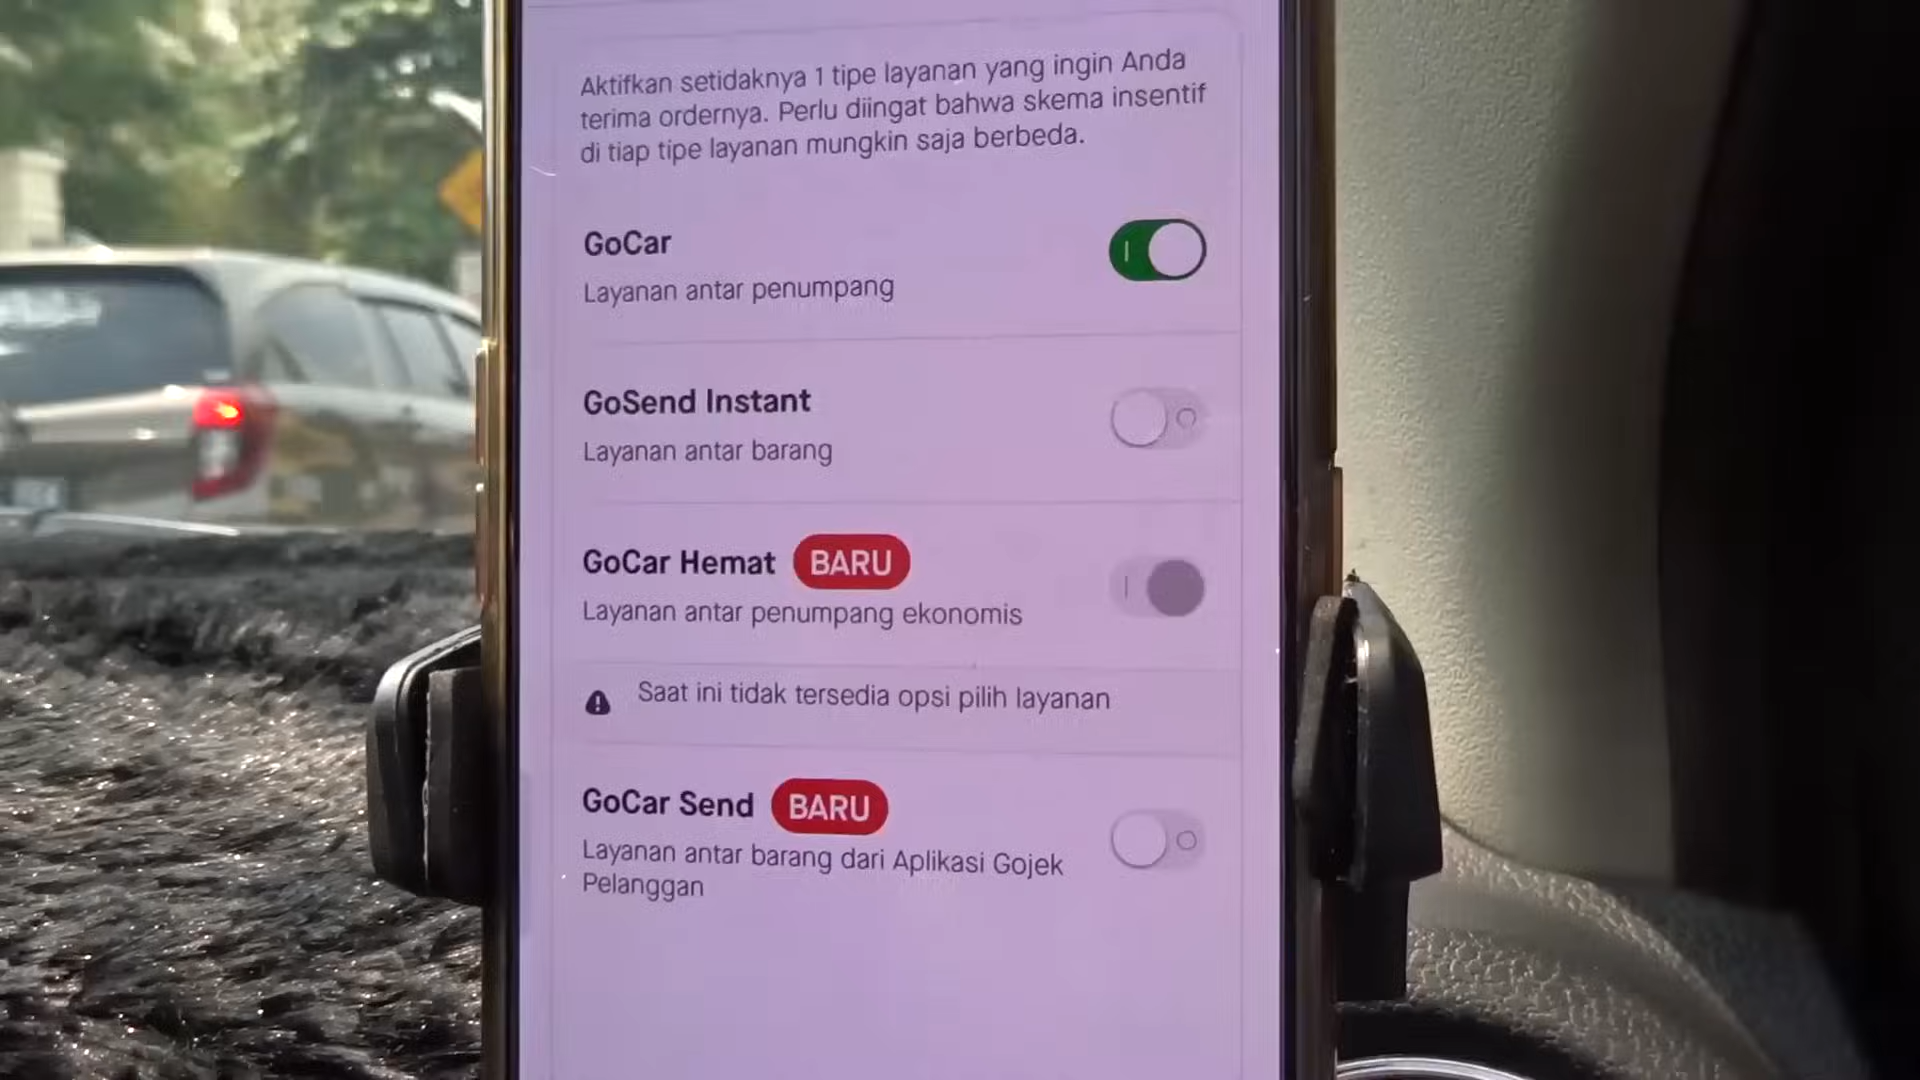 Aktifkan setidaknya 1 tipe layanan yang ingin Anda
terima ordernya. Perlu diingat bahwa skema insentif
di tiap tipe layanan mungkin saja berbeda.
GoCar
Layanan antar penumpang
GoSend Instant
Layanan antar barang
GoCar Hemat BARU
Layanan antar penumpang ekonomis
Saat ini tidak tersedia opsi pilih layanan
GoCar Send BARU
Layanan antar barang dari Aplikasi Gojek
Pelanggan